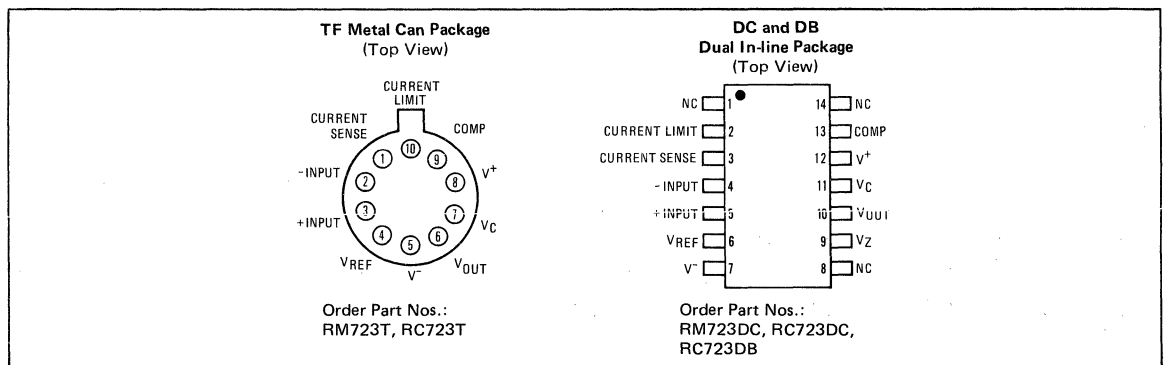 TF Metal Can Package
(Top View)
CURRENT
LIMIT
CURRENT
SENSE
COMP
-INPUT
V+
+INPUT
VC
VREF
V-
VOUT
10
1
9
2
8
3
7
4
6
5
Order Part Nos.:
RM723T, RC723T
DC and DB
Dual In-line Package
(Top View)
NC 1 14 NC
CURRENT LIMIT 2 13 COMP
CURRENT SENSE 3 12 V+
-INPUT 4 11 VC
+INPUT 5 10 VOUT
VREF 6 9 VZ
V- 7 8 NC
Order Part Nos.:
RM723DC, RC723DC,
RC723DB